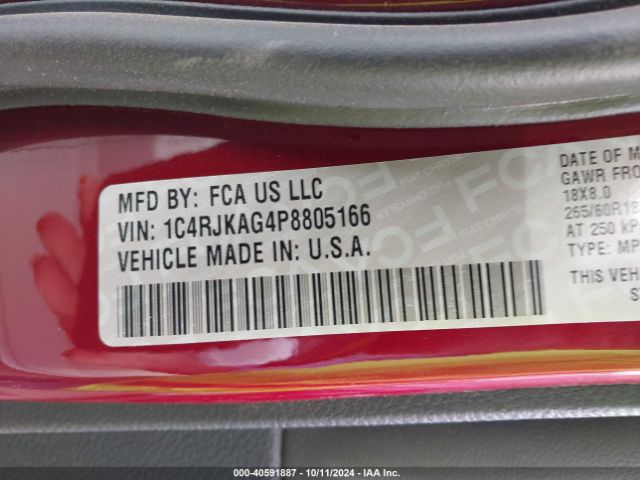 MFD BY: FCA US LLC
VIN: 1C4RJKAG4P8805166
VEHICLE MADE IN: U.S.A.
DATE OF M
GAWR FRO
18X8.0
265/60R18
AT 250 kP
TYPE: MP
THIS VEH
S
00 - 40591887 - 10/11/2024 - IAA Inc.